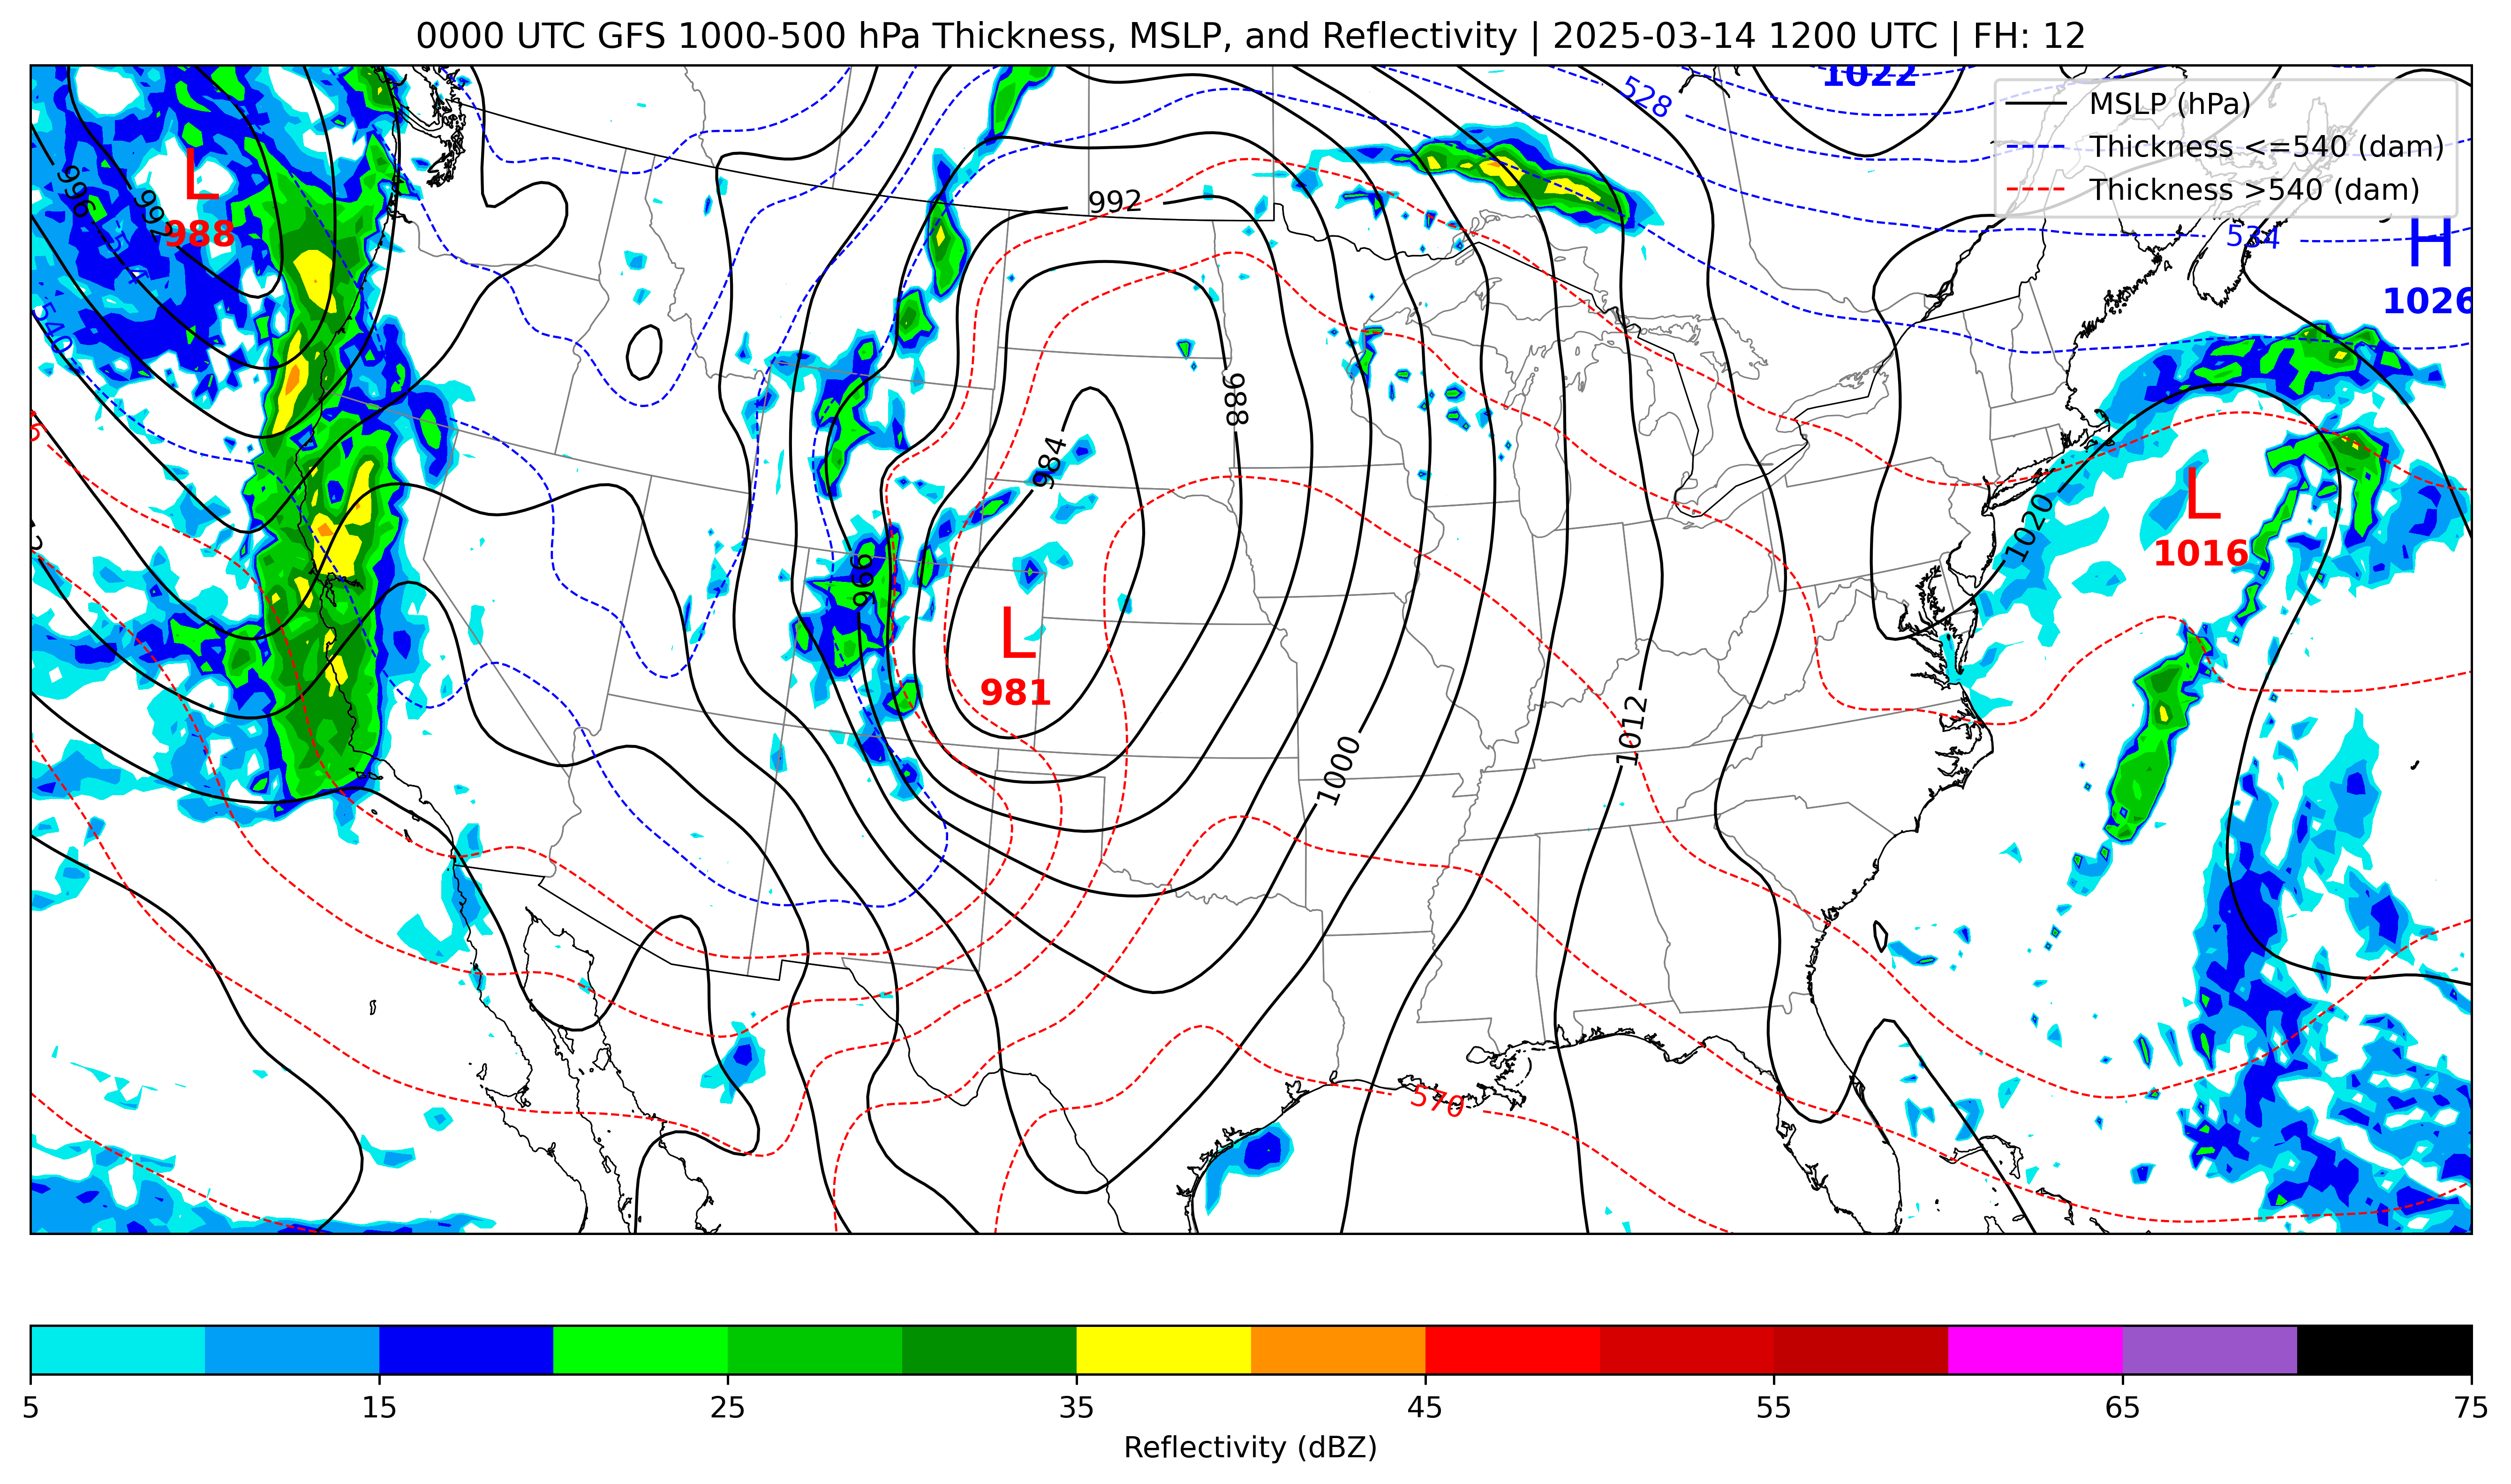 0000 UTC GFS 1000-500 hPa Thickness, MSLP, and Reflectivity | 2025-03-14 1200 UTC | FH: 12
1022
MSLP (hPa)
Thickness <=540 (dam)
Thickness >540 (dam)
528
L
988
996
992
992
534
H
1026
540
988
984
L
1016
1020
996
L
981
1012
1000
570
5
15
25
35
45
55
65
75
Reflectivity (dBZ)